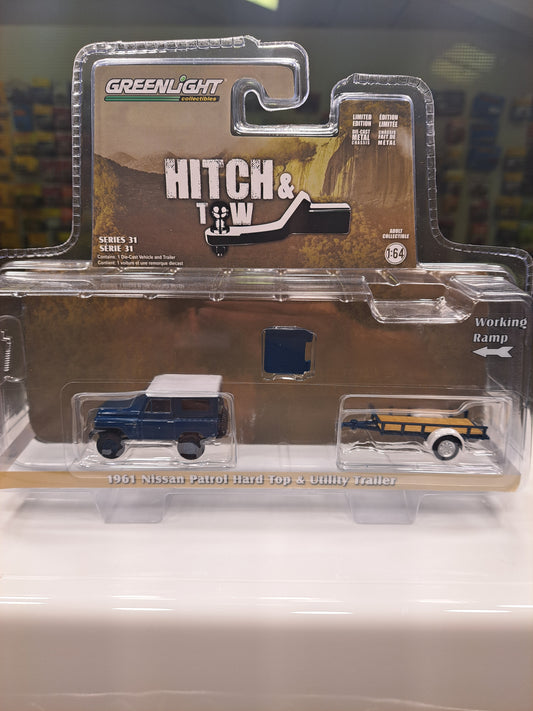 GREENLIGHT
collectibles
LIMITED EDITION
ÉDITION LIMITÉE
DIE-CAST METAL CHASSIS
CHÂSSIS FAIT DE MÉTAL
HITCH &
TOW
SERIES 31
SÉRIE 31
Contains: 1 Die-Cast Vehicle and Trailer
Contient: 1 voiture et une remorque diecast
ADULT
COLLECTIBLE
1:64
Working
Ramp
1961 Nissan Patrol Hard Top & Utility Trailer